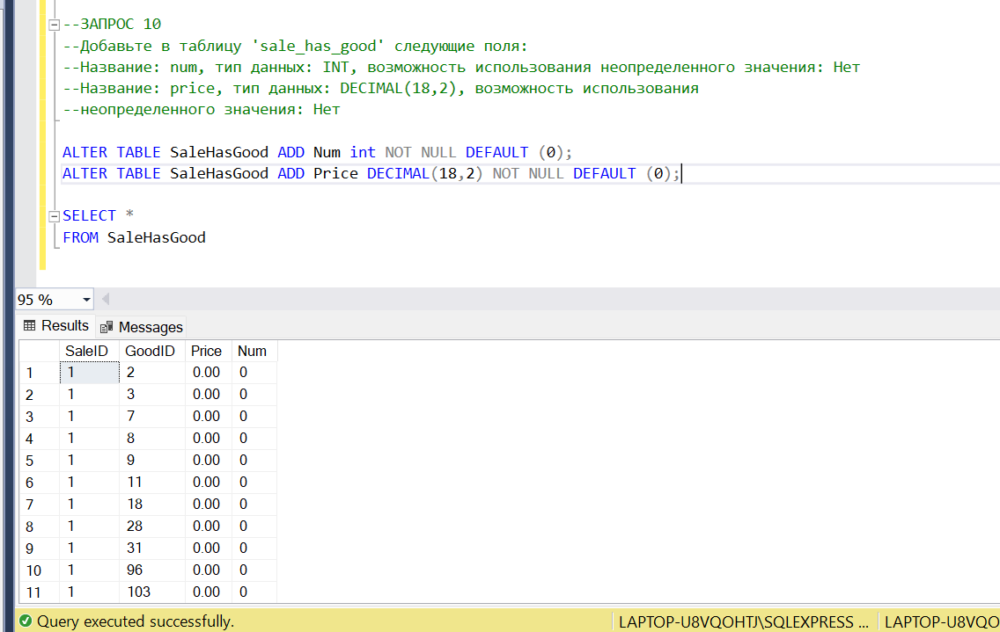 --ЗАПРОС 10
--Добавьте в таблицу 'sale_has_good' следующие поля:
--Название: num, тип данных: INT, возможность использования неопределенного значения: Нет
--Название: price, тип данных: DECIMAL(18,2), возможность использования
--неопределенного значения: Нет
ALTER TABLE SaleHasGood ADD Num int NOT NULL DEFAULT (0);
ALTER TABLE SaleHasGood ADD Price DECIMAL(18,2) NOT NULL DEFAULT (0);
SELECT *
FROM SaleHasGood
95 %
Results Messages
SaleID GoodID Price Num
1 1 2 0.00 0
2 1 3 0.00 0
3 1 7 0.00 0
4 1 8 0.00 0
5 1 9 0.00 0
6 1 11 0.00 0
7 1 18 0.00 0
8 1 28 0.00 0
9 1 31 0.00 0
10 1 96 0.00 0
11 1 103 0.00 0
Query executed successfully. LAPTOP-U8VQOHTJ\SQLEXPRESS ... LAPTOP-U8VQO